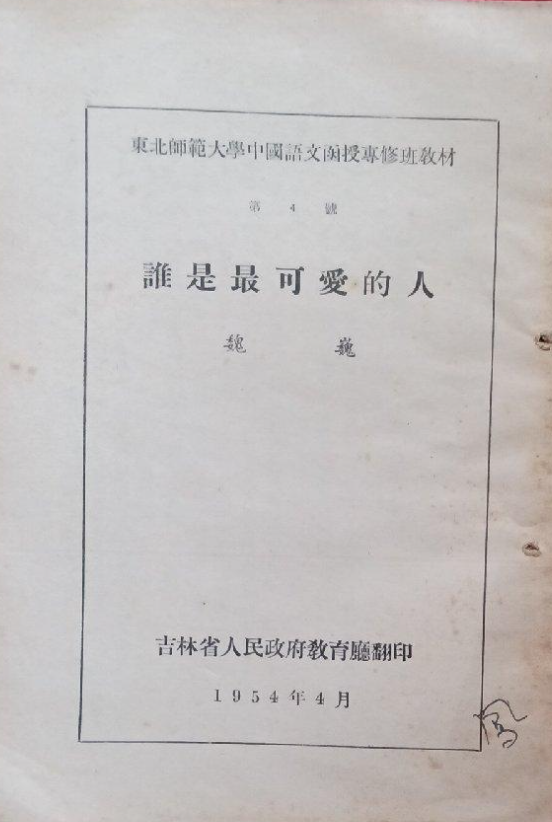 東北師範大學中國語文函授專修班教材
第 4 號
誰是最可愛的人
魏 巍
吉林省人民政府教育廳翻印
1954年4月